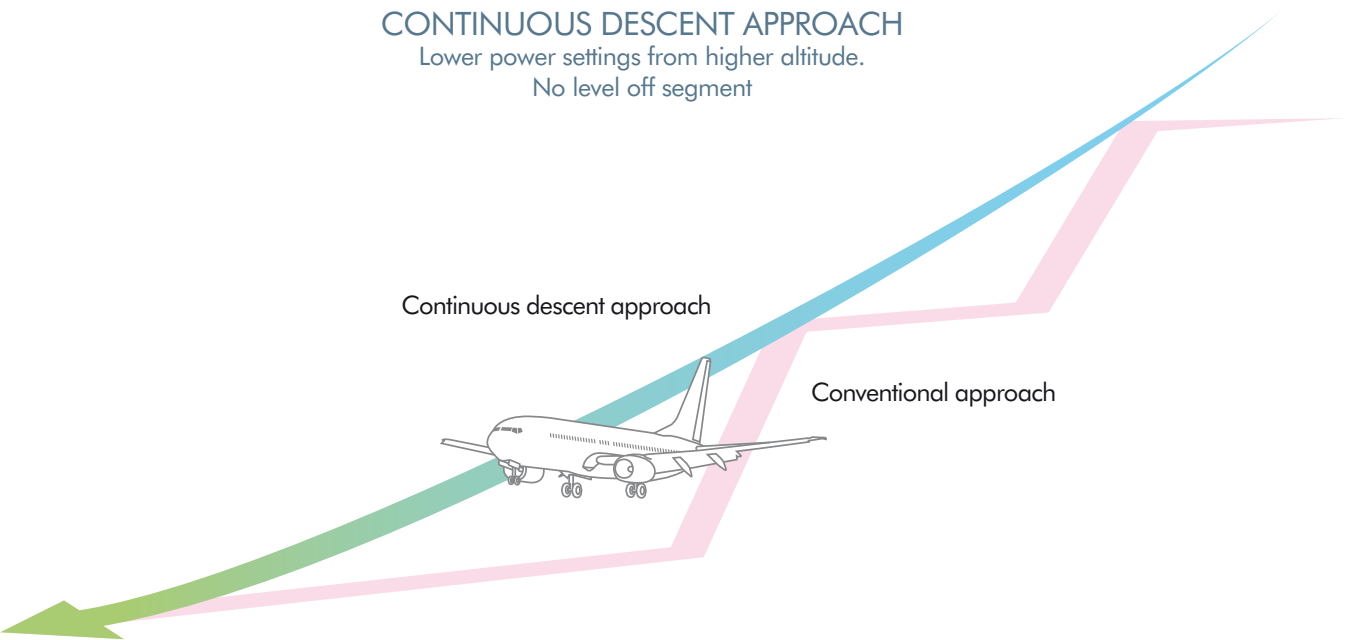 CONTINUOUS DESCENT APPROACH
Lower power settings from higher altitude.
No level off segment
Continuous descent approach
Conventional approach